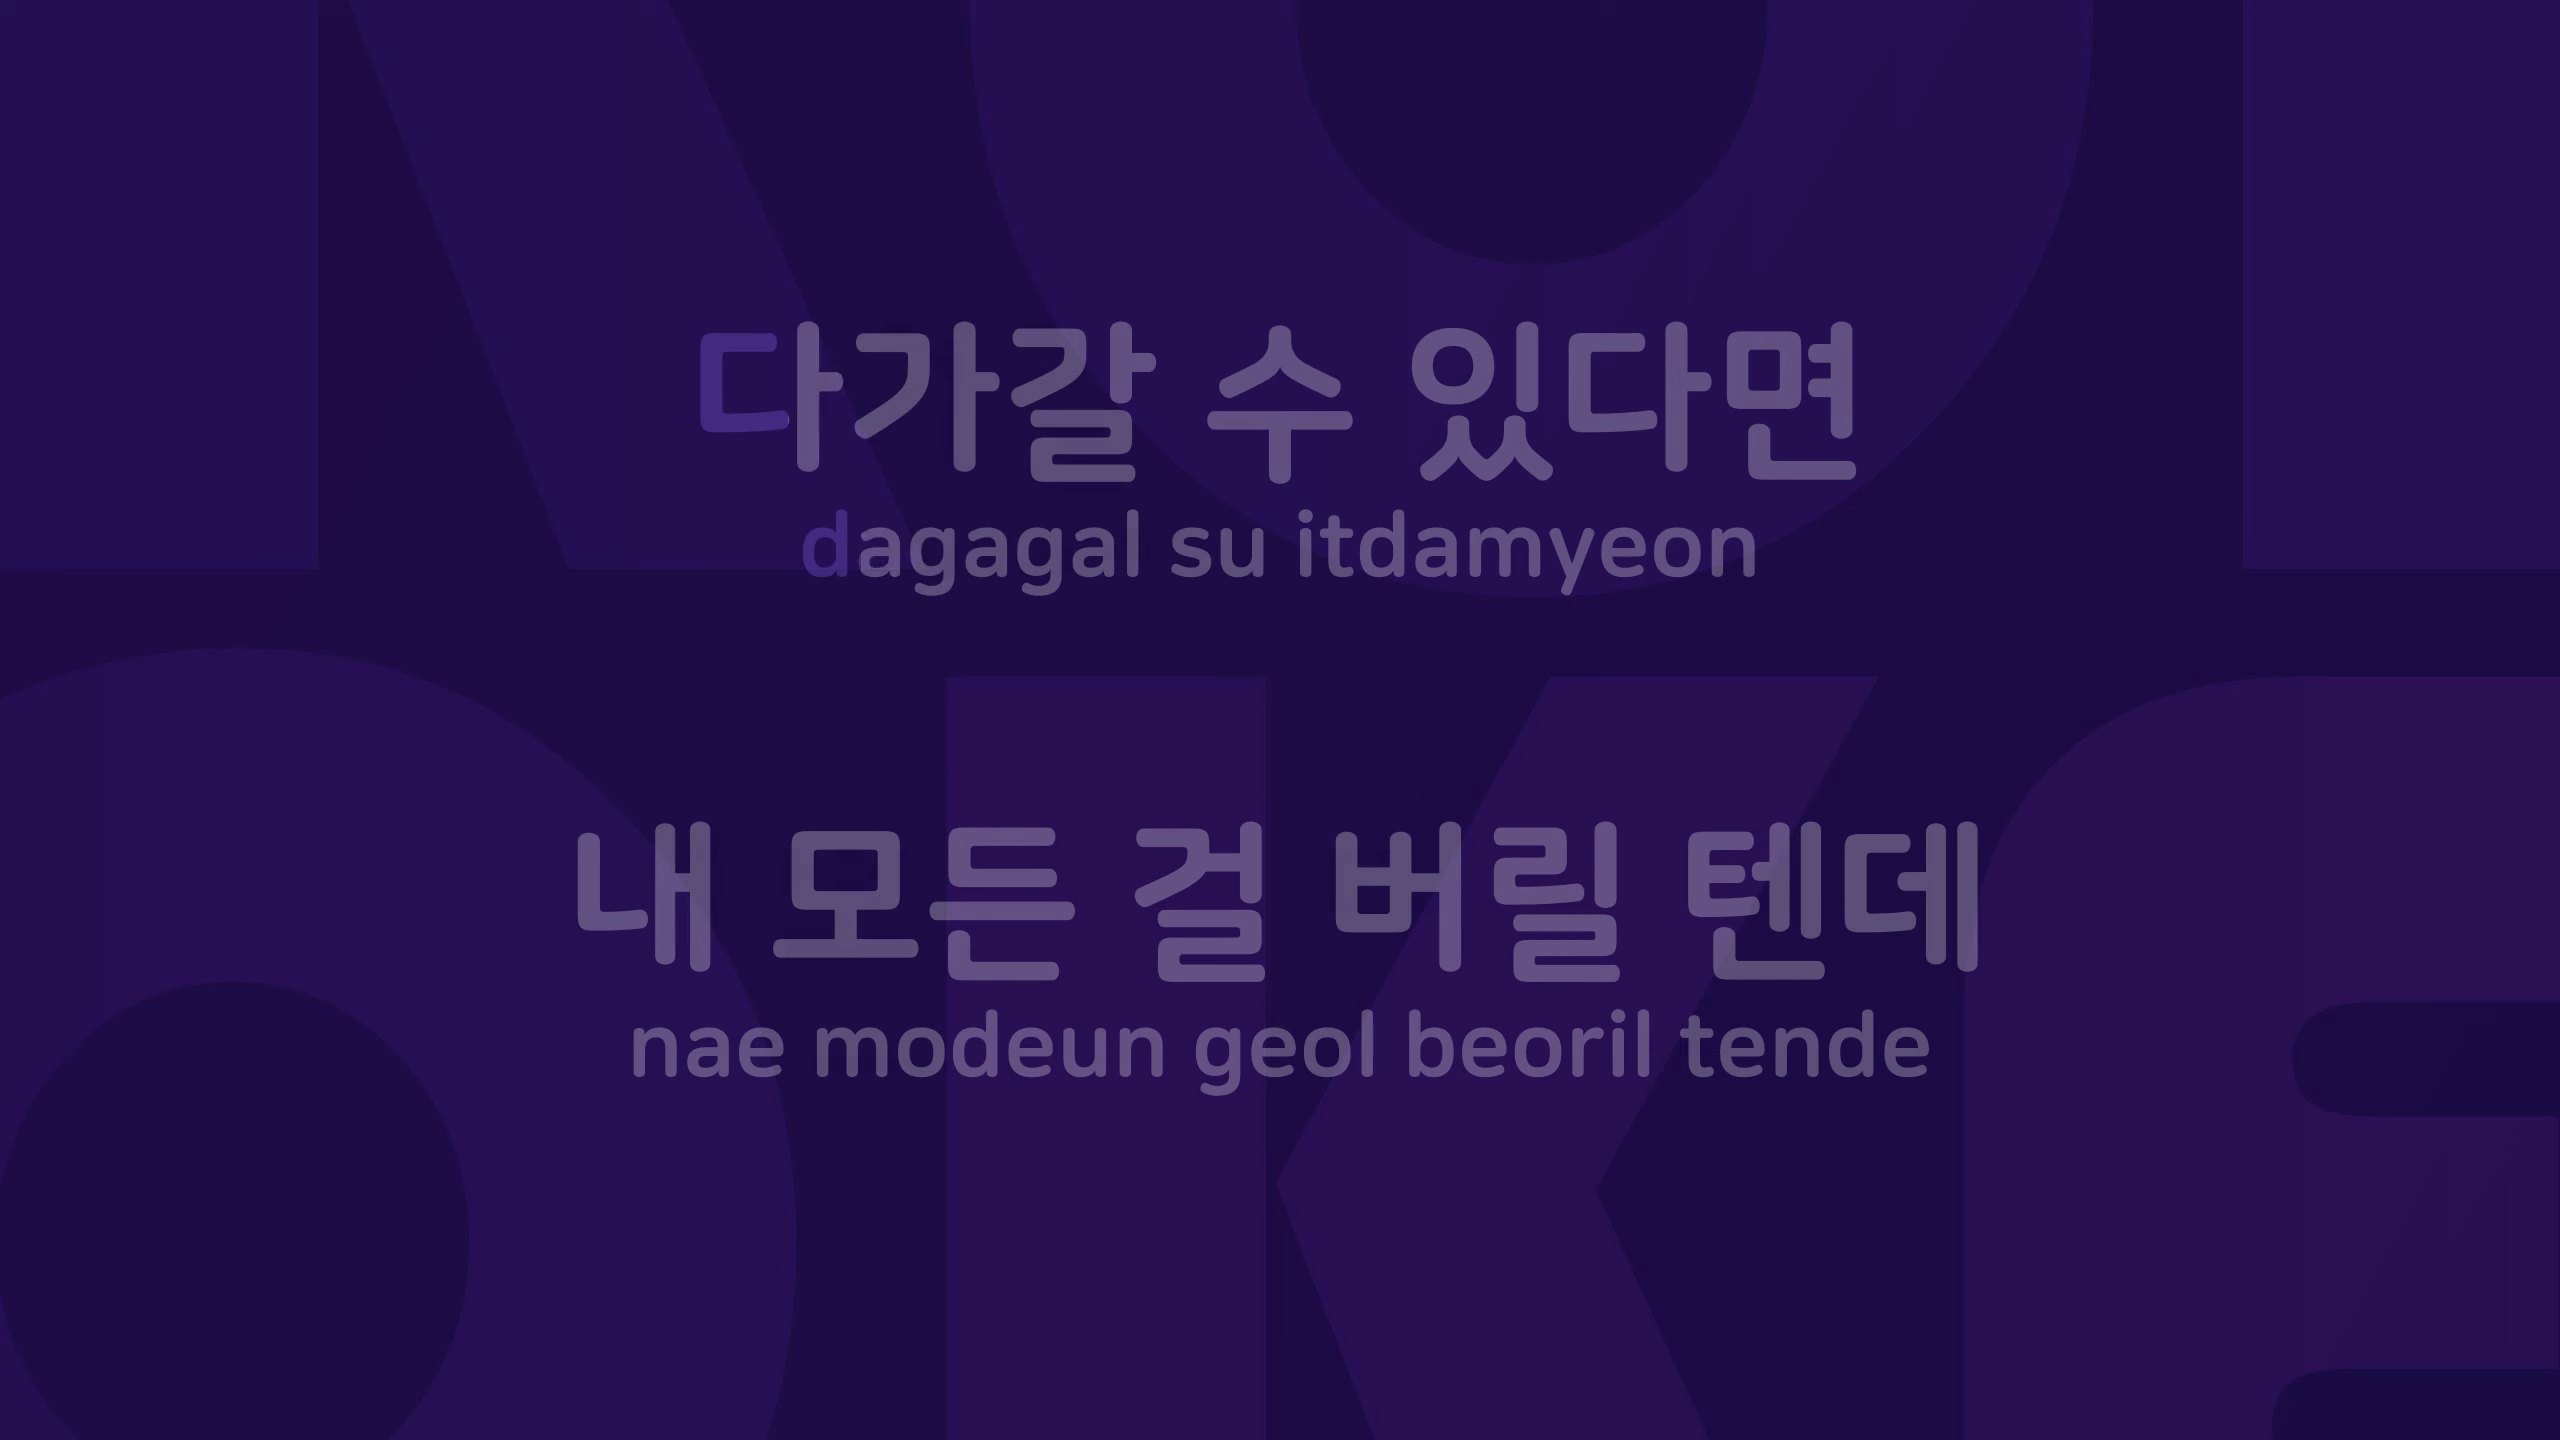 다가갈 수 있다면
dagagal su itdamyeon
내 모든 걸 버릴 텐데
nae modeun geol beoril tende